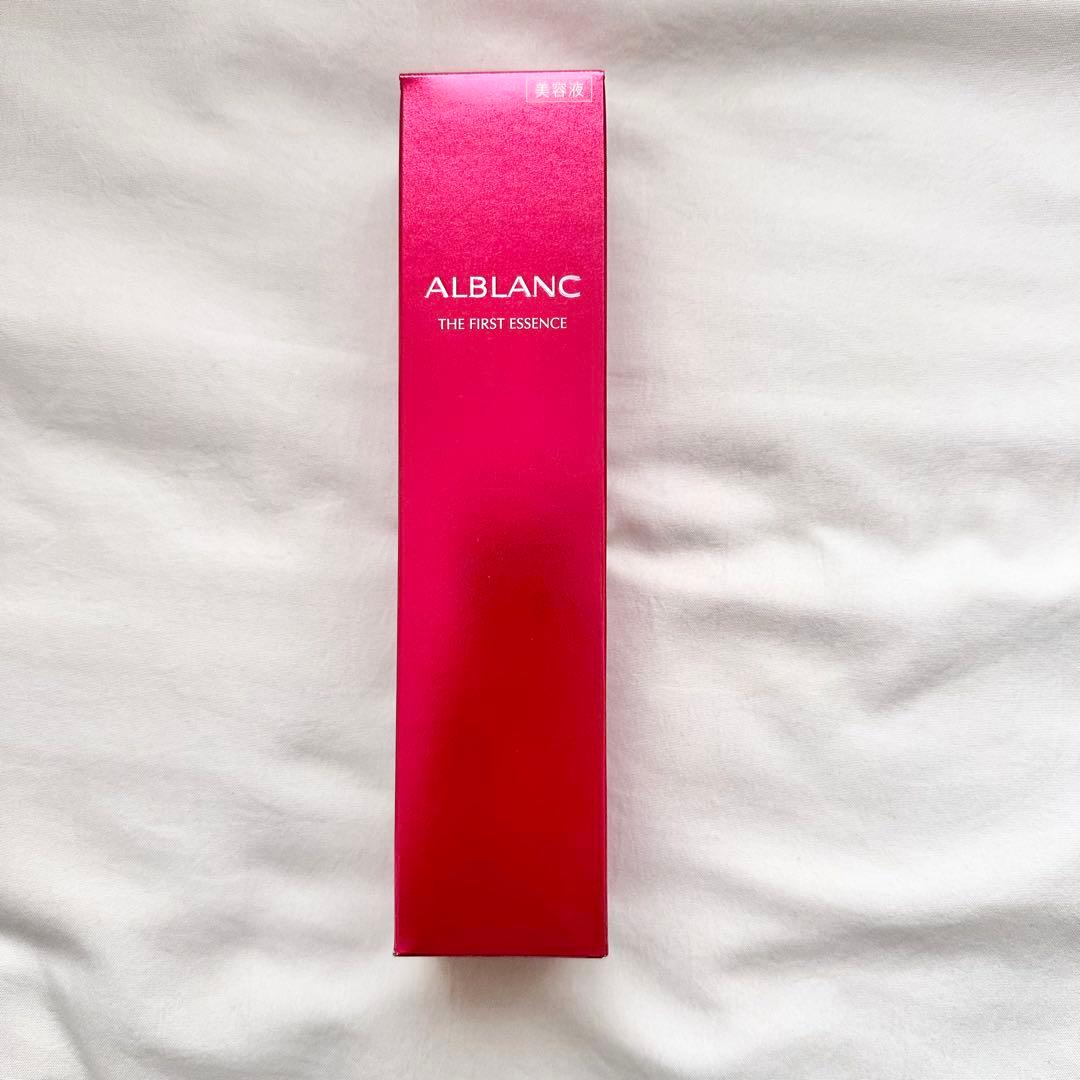 美容液
ALBLANC
THE FIRST ESSENCE